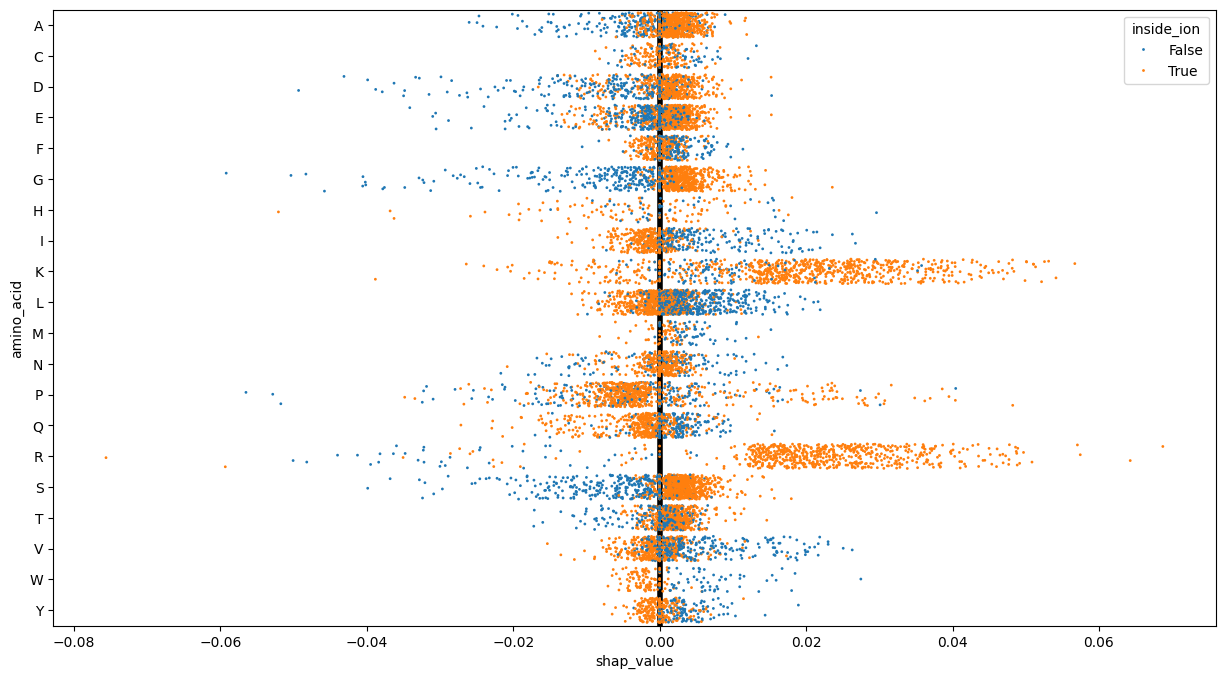 inside_ion
False
True
amino_acid
A
C
D
E
F
G
H
I
K
L
M
N
P
Q
R
S
T
V
W
Y
−0.08 −0.06 −0.04 −0.02 0.00 0.02 0.04 0.06
shap_value